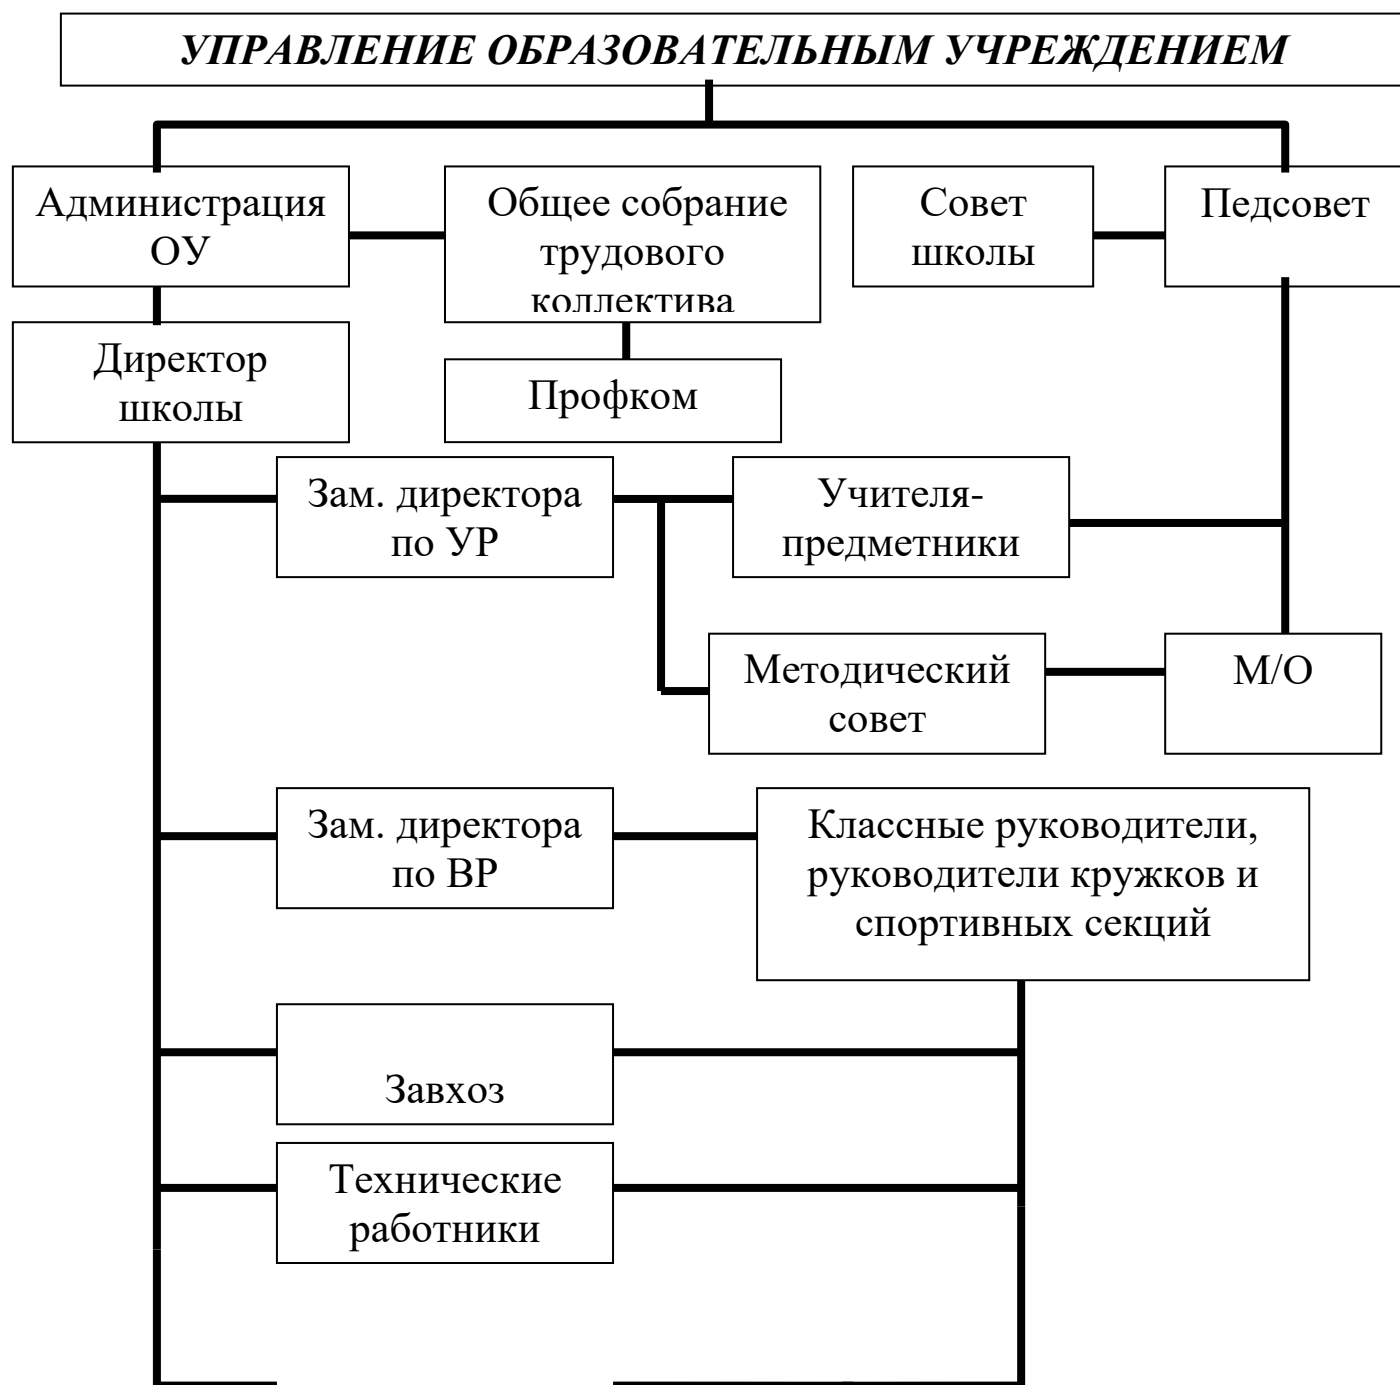 УПРАВЛЕНИЕ ОБРАЗОВАТЕЛЬНЫМ УЧРЕЖДЕНИЕМ
Администрация
ОУ
Общее собрание
трудового
коллектива
Совет
школы
Педсовет
Директор
школы
Профком
Зам. директора
по УР
Учителя-
предметники
Методический
совет
М/О
Зам. директора
по ВР
Классные руководители,
руководители кружков и
спортивных секций
Завхоз
Технические
работники